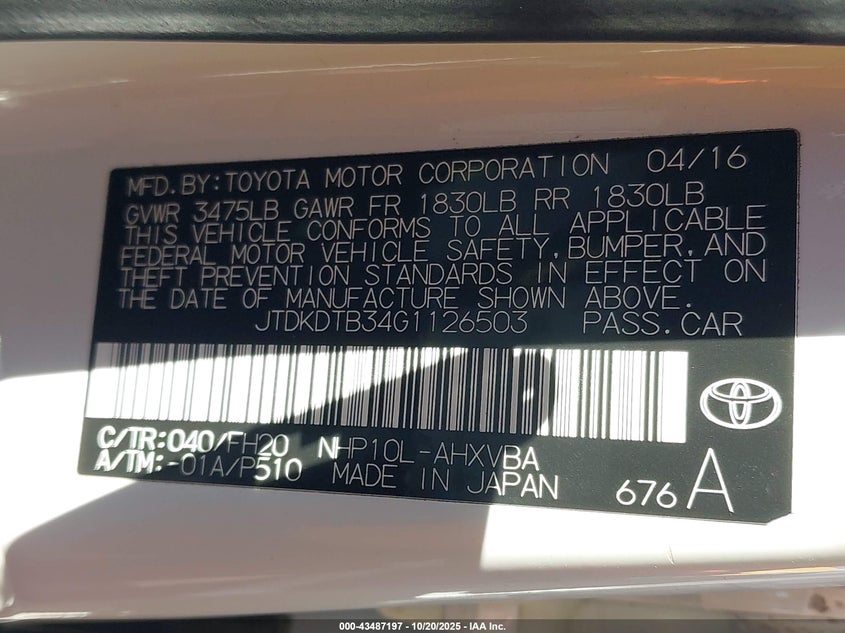 MFD.BY:TOYOTA MOTOR CORPORATION 04/16
GVWR 3475LB GAWR FR 1830LB RR 1830LB
THIS VEHICLE CONFORMS TO ALL APPLICABLE
FEDERAL MOTOR VEHICLE SAFETY, BUMPER, AND
THEFT PREVENTION STANDARDS IN EFFECT ON
THE DATE OF MANUFACTURE SHOWN ABOVE.
JTDKDTB34G1126503 PASS.CAR
C/TR:040/FH20 NHP10L-AHXVBA
A/TM:-01A/P510 MADE IN JAPAN 676 A
000-43487197 - 10/20/2025 - IAA Inc.